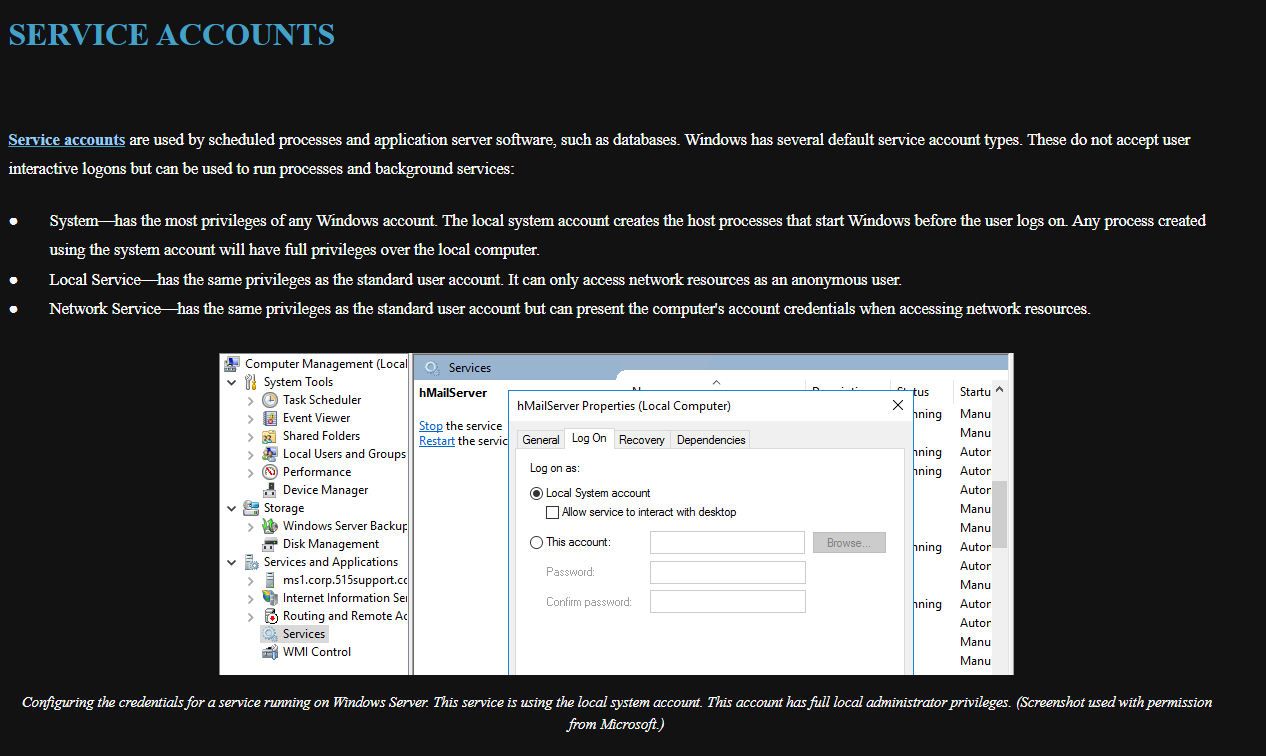 SERVICE ACCOUNTS
Service accounts are used by scheduled processes and application server software, such as databases. Windows has several default service account types. These do not accept user
interactive logons but can be used to run processes and background services:
● System—has the most privileges of any Windows account. The local system account creates the host processes that start Windows before the user logs on. Any process created
using the system account will have full privileges over the local computer.
● Local Service—has the same privileges as the standard user account. It can only access network resources as an anonymous user.
● Network Service—has the same privileges as the standard user account but can present the computer's account credentials when accessing network resources.
Computer Management (Local
System Tools
Task Scheduler
Event Viewer
Shared Folders
Local Users and Groups
Performance
Device Manager
Storage
Windows Server Backup
Disk Management
Services and Applications
ms1.corp.515support.cc
Internet Information Ser
Routing and Remote Ac
Services
WMI Control
Services
hMailServer
Stop the service
Restart the servic
hMailServer Properties (Local Computer)
General Log On Recovery Dependencies
Log on as:
Local System account
Allow service to interact with desktop
This account:
Browse...
Password:
Confirm password:
tus Startu
nning Manu
Manu
nning Autor
nning Autor
Autor
Manu
Manu
nning Autor
Autor
Manu
nning Autor
Autor
Manu
Manu
Configuring the credentials for a service running on Windows Server. This service is using the local system account. This account has full local administrator privileges. (Screenshot used with permission
from Microsoft.)